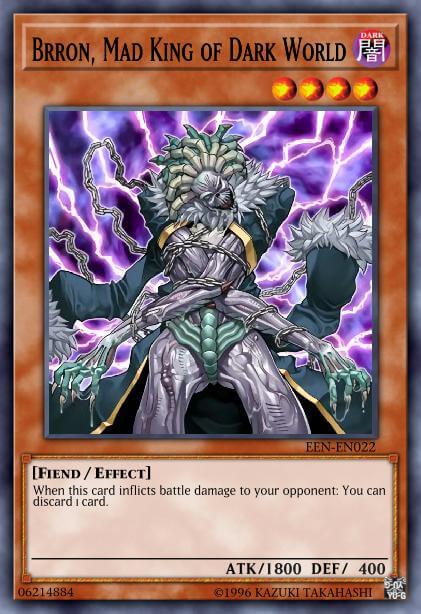 Brron, Mad King of Dark World
DARK
闇
EEN-EN022
[Fiend / Effect]
When this card inflicts battle damage to your opponent: You can
discard 1 card.
ATK/1800 DEF/ 400
06214884
©1996 KAZUKI TAKAHASHI